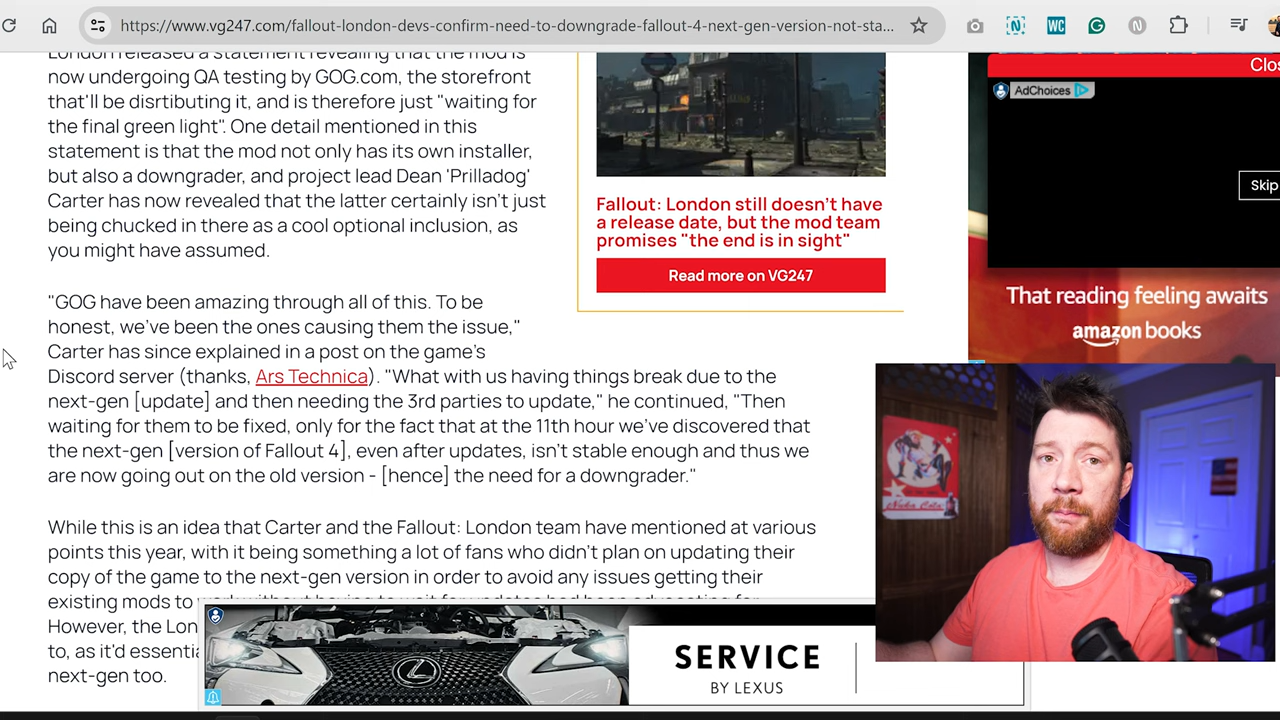 https://www.vg247.com/fallout-london-devs-confirm-need-to-downgrade-fallout-4-next-gen-version-not-sta...
London released a statement revealing that the mod is
now undergoing QA testing by GOG.com, the storefront
that'll be disrtibuting it, and is therefore just "waiting for
the final green light". One detail mentioned in this
statement is that the mod not only has its own installer,
but also a downgrader, and project lead Dean 'Prilladog'
Carter has now revealed that the latter certainly isn't just
being chucked in there as a cool optional inclusion, as
you might have assumed.
"GOG have been amazing through all of this. To be
honest, we've been the ones causing them the issue,"
Carter has since explained in a post on the game's
Discord server (thanks, Ars Technica). "What with us having things break due to the
next-gen [update] and then needing the 3rd parties to update," he continued, "Then
waiting for them to be fixed, only for the fact that at the 11th hour we've discovered that
the next-gen [version of Fallout 4], even after updates, isn't stable enough and thus we
are now going out on the old version - [hence] the need for a downgrader."
While this is an idea that Carter and the Fallout: London team have mentioned at various
points this year, with it being something a lot of fans who didn't plan on updating their
copy of the game to the next-gen version in order to avoid any issues getting their
existing mods to
However, the Lon
to, as it'd essentia
next-gen too.
Fallout: London still doesn't have
a release date, but the mod team
promises "the end is in sight"
Read more on VG247
Clos
AdChoices
Skip
That reading feeling awaits
amazon books
Nuka Cola
SERVICE
BY LEXUS
WC